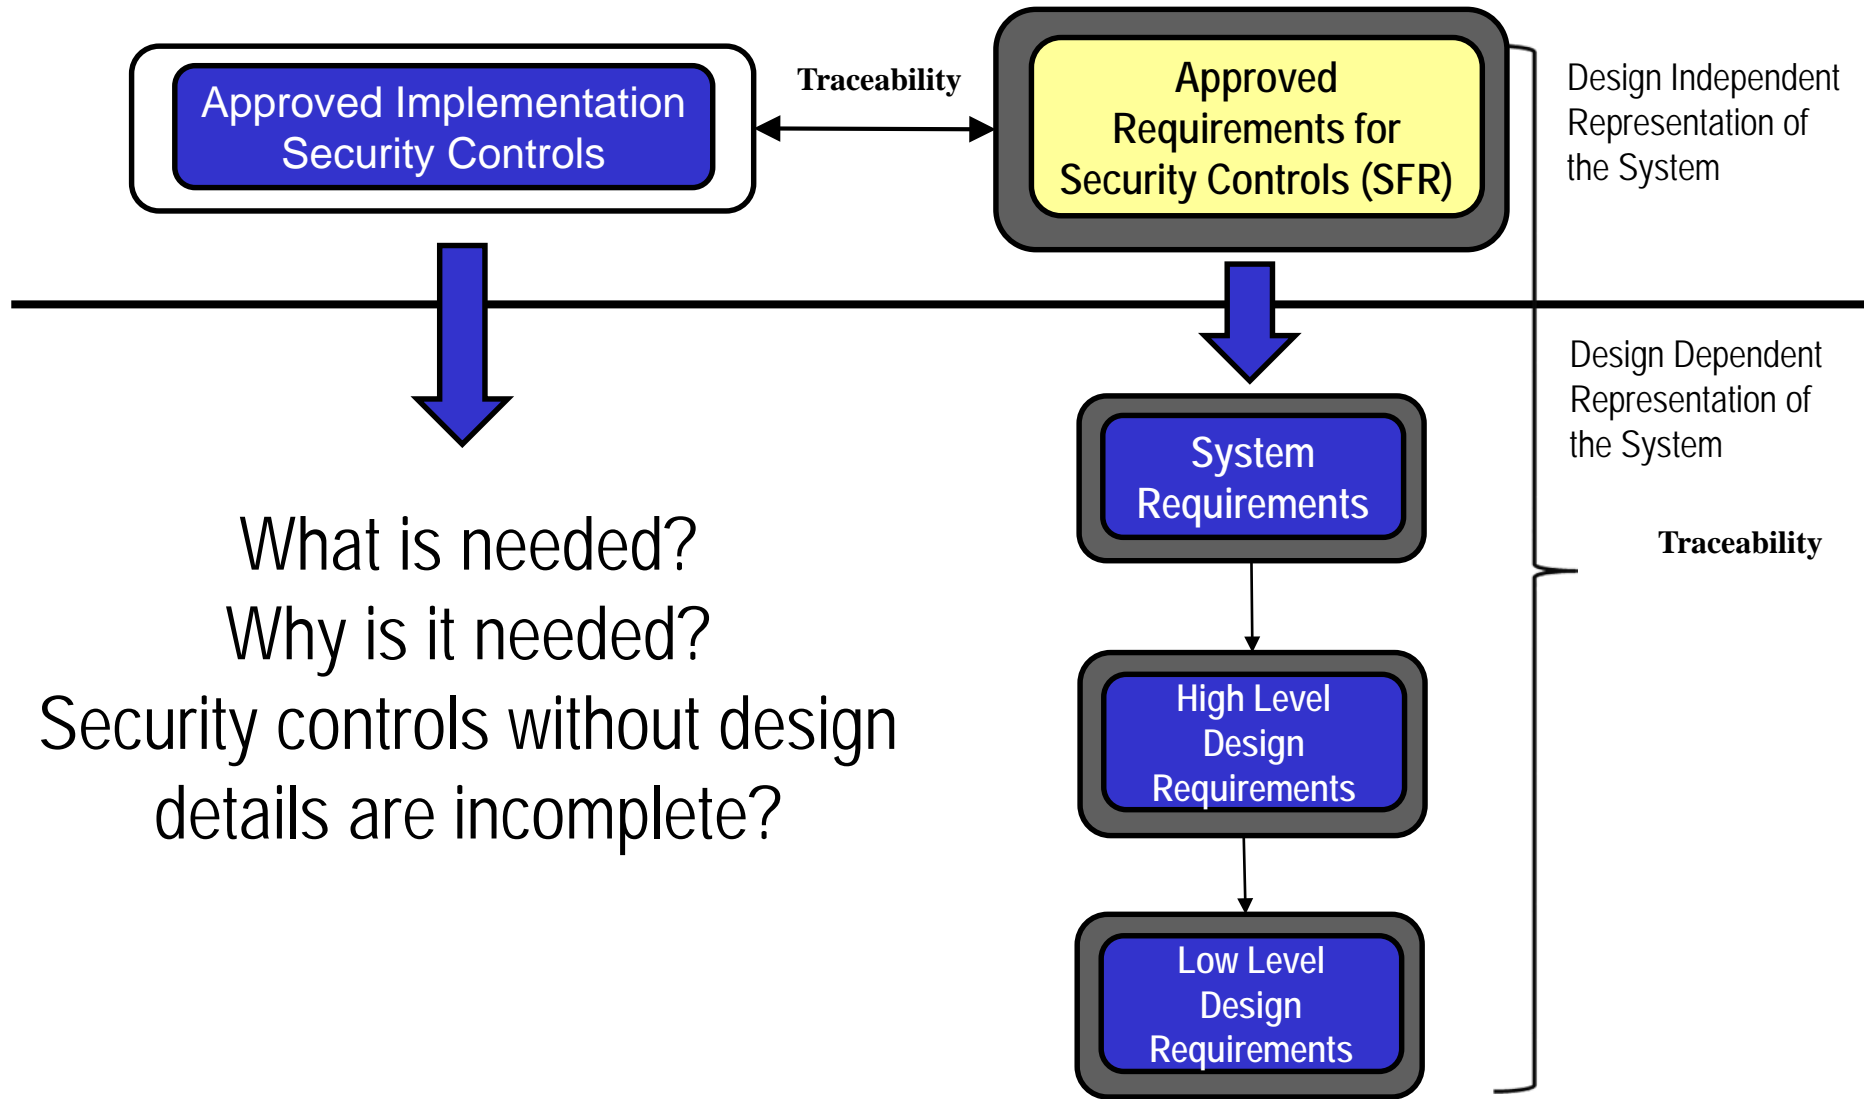 Approved Implementation
Security Controls
Traceability
Approved
Requirements for
Security Controls (SFR)
Design Independent
Representation of
the System
Design Dependent
Representation of
the System
System
Requirements
Traceability
What is needed?
Why is it needed?
Security controls without design
details are incomplete?
High Level
Design
Requirements
Low Level
Design
Requirements